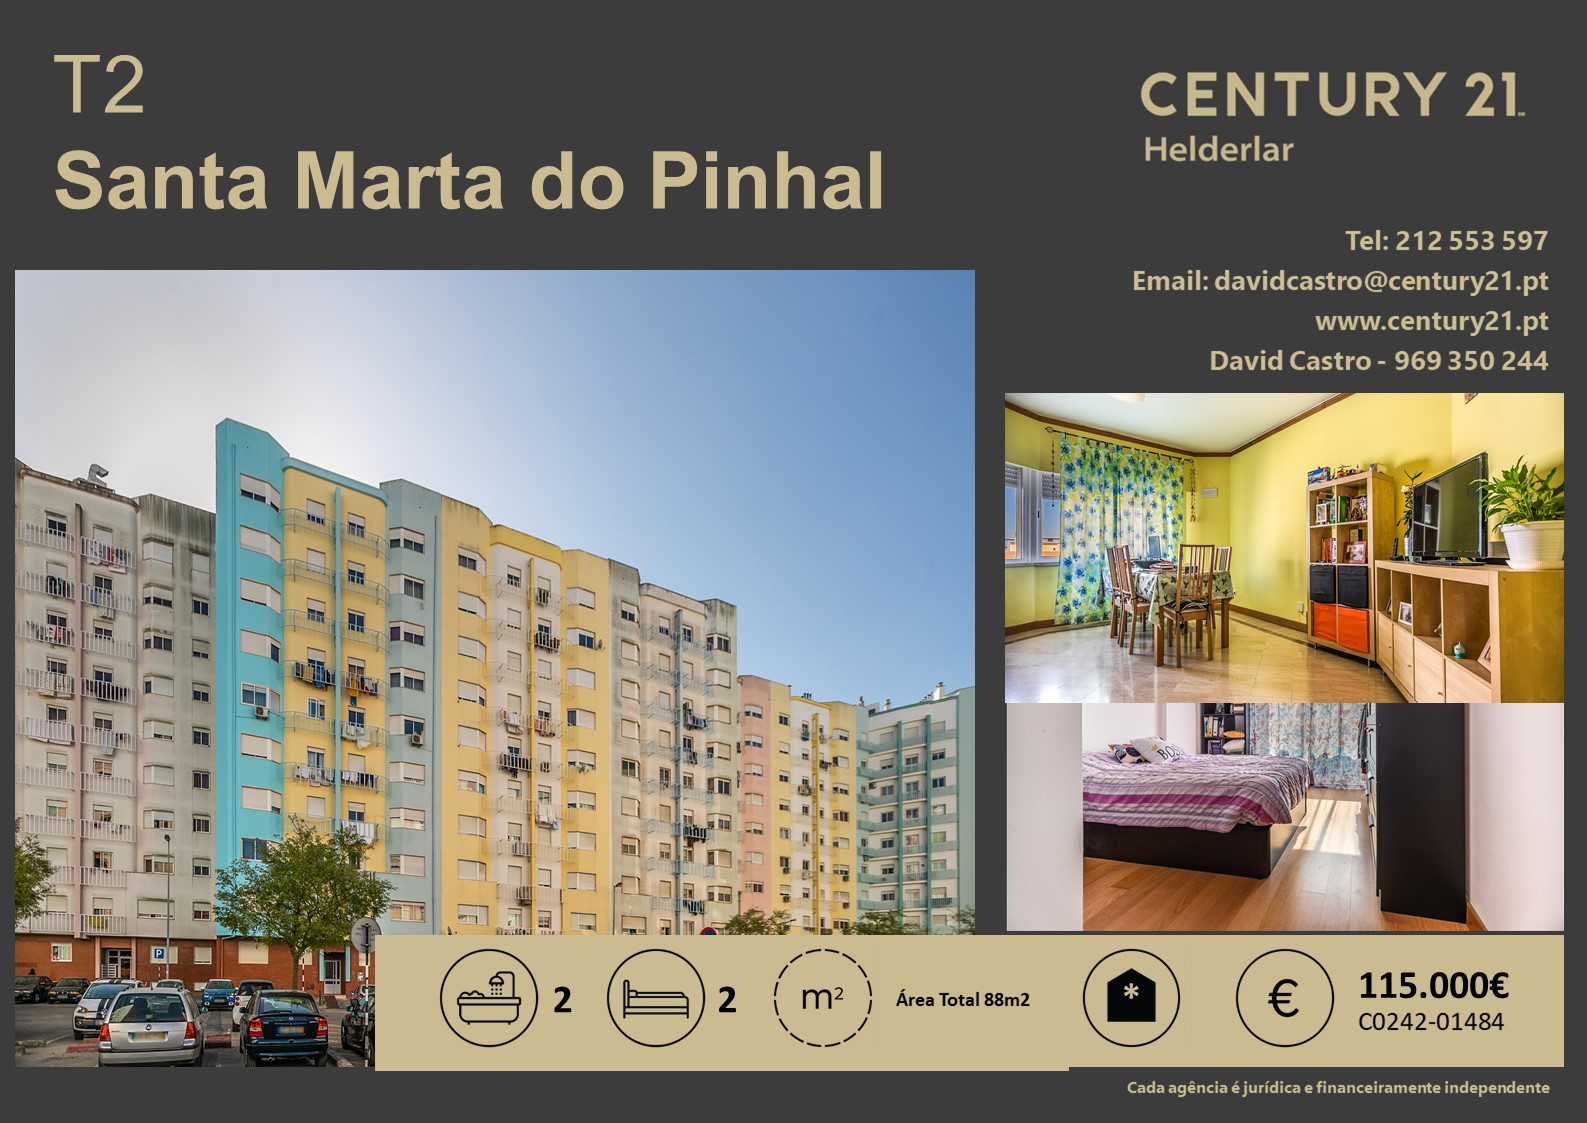 T2
Santa Marta do Pinhal
CENTURY 21
Helderlar
Tel: 212 553 597
Email: davidcastro@century21.pt
www.century21.pt
David Castro - 969 350 244
P
BOS
2
2
m²
Área Total 88m2
*
€
115.000€
C0242-01484
Cada agência é jurídica e financeiramente independente